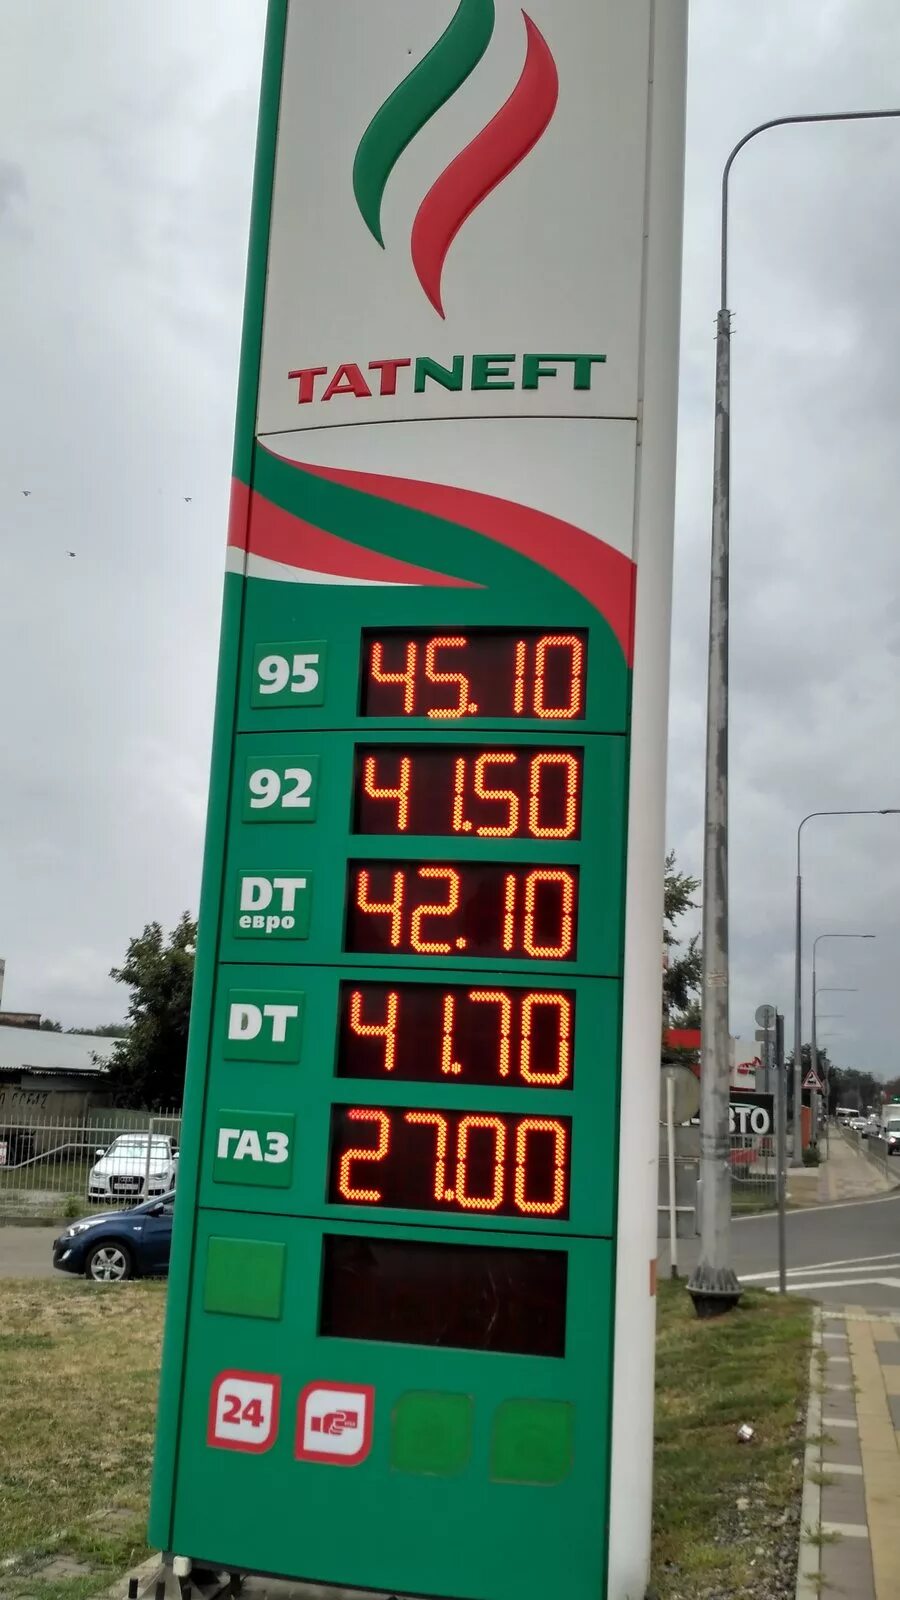 TATNEFT
95 45.10
92 41.50
DT 42.10
евро
DT 41.70
ГАЗ 27.00
24
ВТО